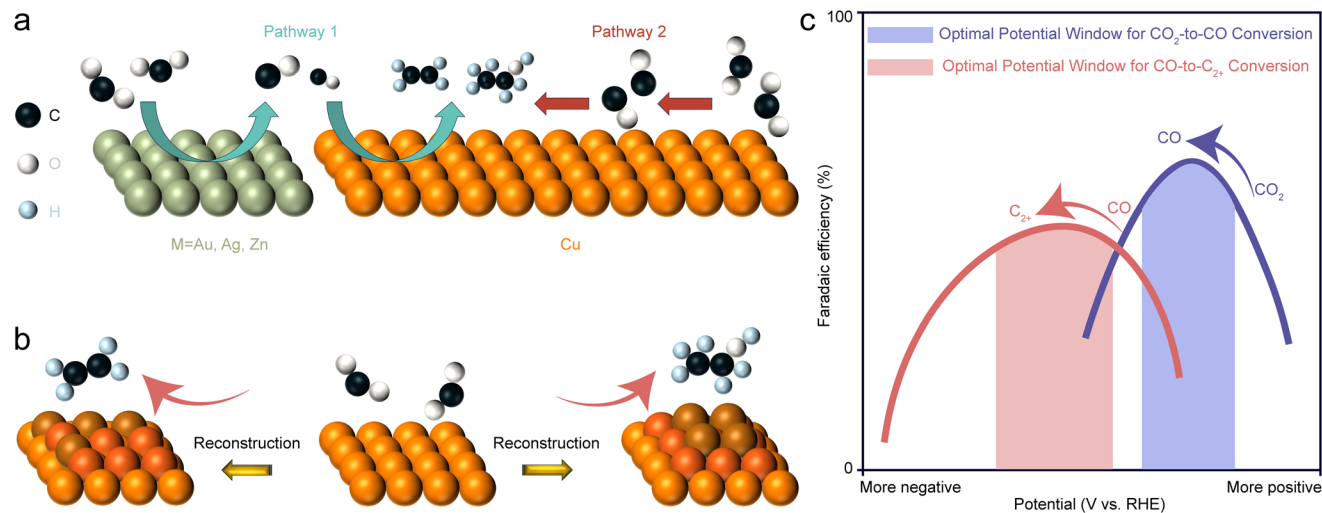 a
Pathway 1
Pathway 2
C
O
H
M=Au, Ag, Zn
Cu
b
Reconstruction
Reconstruction
c
100
Optimal Potential Window for CO₂-to-CO Conversion
Optimal Potential Window for CO-to-C₂₊ Conversion
Faradaic efficiency (%)
CO
CO₂
C₂₊
CO
0
More negative
More positive
Potential (V vs. RHE)